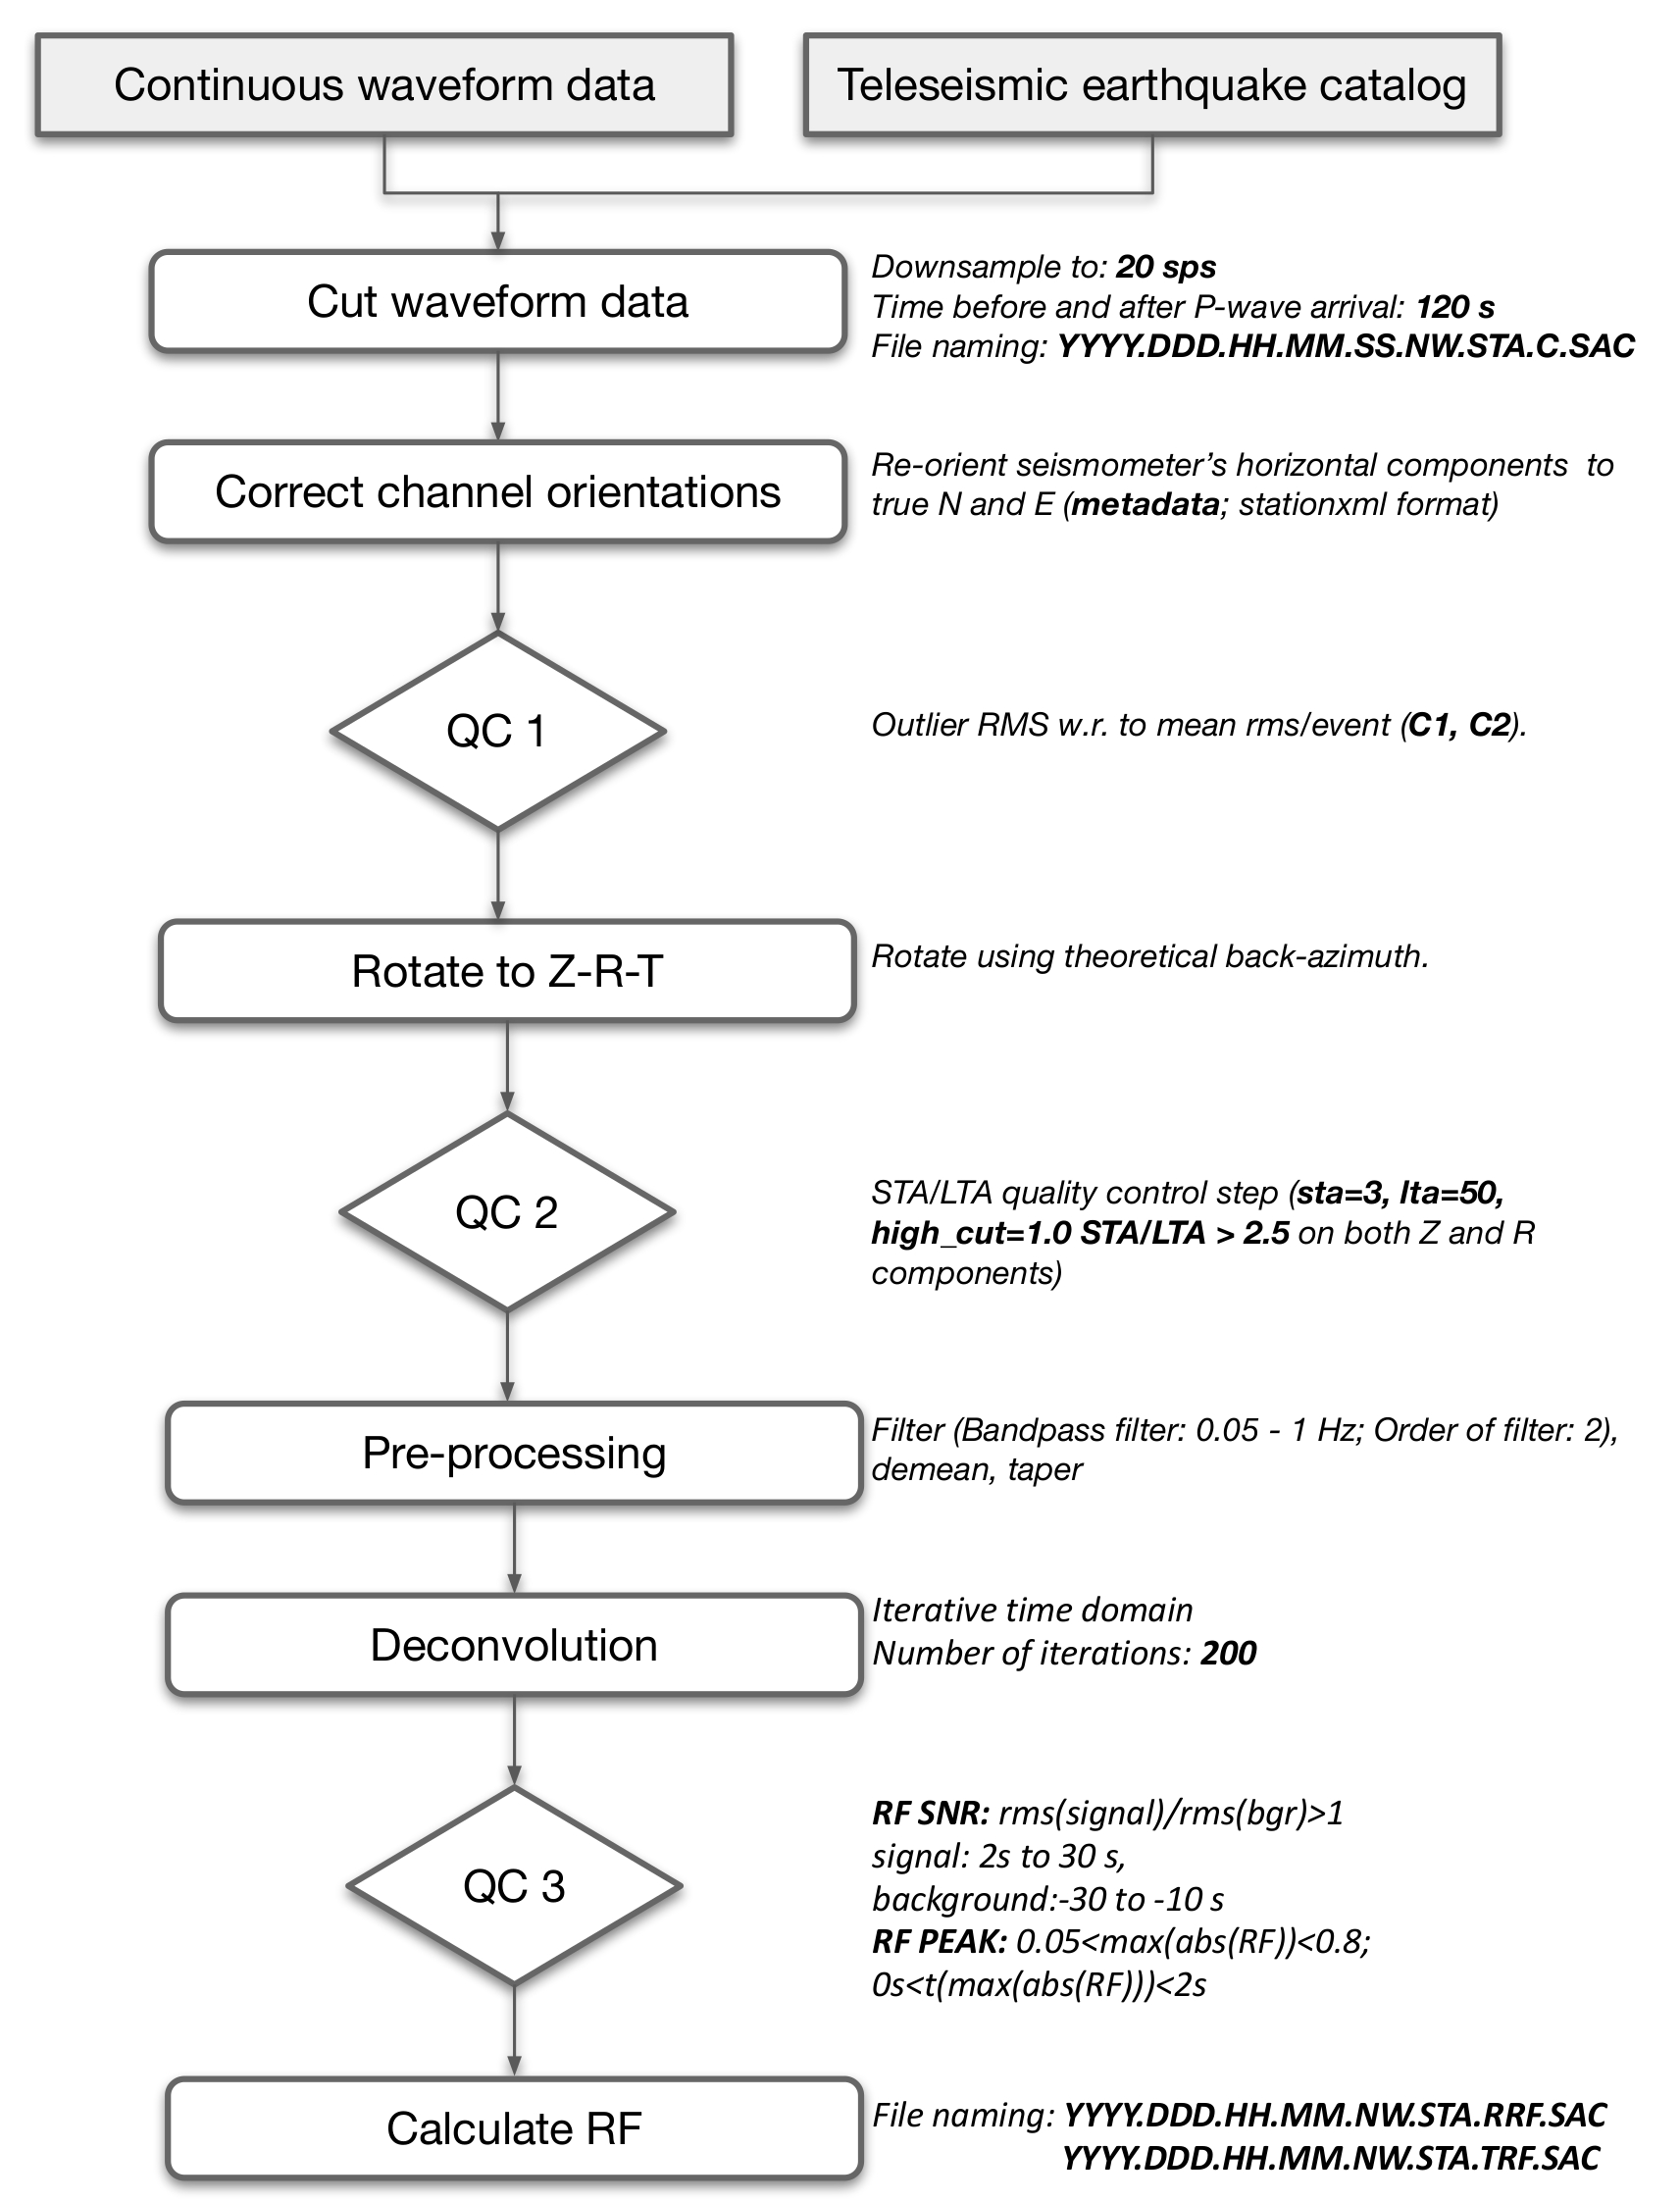 Continuous waveform data
Teleseismic earthquake catalog
Cut waveform data
Downsample to: 20 sps
Time before and after P-wave arrival: 120 s
File naming: YYYY.DDD.HH.MM.SS.NW.STA.C.SAC
Correct channel orientations
Re-orient seismometer’s horizontal components to
true N and E (metadata; stationxml format)
QC 1
Outlier RMS w.r. to mean rms/event (C1, C2).
Rotate to Z-R-T
Rotate using theoretical back-azimuth.
QC 2
STA/LTA quality control step (sta=3, lta=50,
high_cut=1.0 STA/LTA > 2.5 on both Z and R
components)
Pre-processing
Filter (Bandpass filter: 0.05 - 1 Hz; Order of filter: 2),
demean, taper
Deconvolution
Iterative time domain
Number of iterations: 200
QC 3
RF SNR: rms(signal)/rms(bgr)>1
signal: 2s to 30 s,
background:-30 to -10 s
RF PEAK: 0.05<max(abs(RF))<0.8;
0s<t(max(abs(RF)))<2s
Calculate RF
File naming: YYYY.DDD.HH.MM.NW.STA.RRF.SAC
YYYY.DDD.HH.MM.NW.STA.TRF.SAC